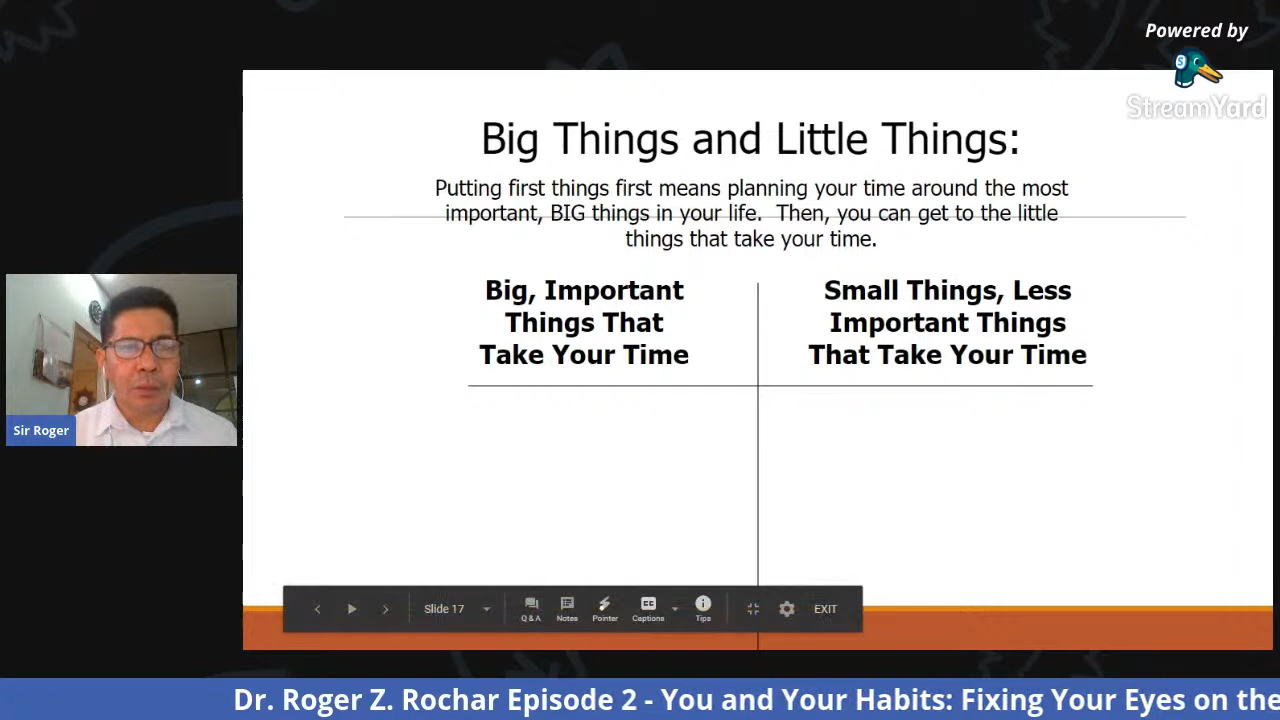 Powered by
StreamYard
Big Things and Little Things:
Putting first things first means planning your time around the most
important, BIG things in your life. Then, you can get to the little
things that take your time.
Big, Important
Things That
Take Your Time
Small Things, Less
Important Things
That Take Your Time
Sir Roger
Slide 17
Q & A
Notes
Pointer
Captions
Tips
EXIT
Dr. Roger Z. Rochar Episode 2 - You and Your Habits: Fixing Your Eyes on the